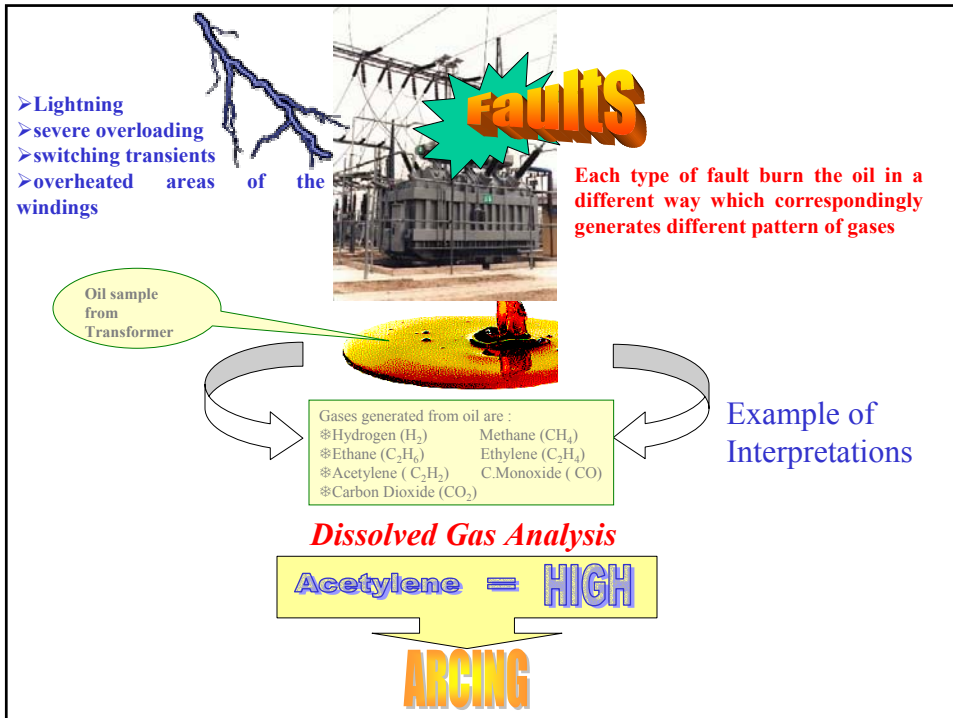 ➢Lightning
➢severe overloading
➢switching transients
➢overheated areas of the
windings
Faults
Each type of fault burn the oil in a
different way which correspondingly
generates different pattern of gases
Oil sample
from
Transformer
Gases generated from oil are :
❄Hydrogen (H₂) Methane (CH₄)
❄Ethane (C₂H₆) Ethylene (C₂H₄)
❄Acetylene ( C₂H₂) C.Monoxide ( CO)
❄Carbon Dioxide (CO₂)
Example of
Interpretations
Dissolved Gas Analysis
Acetylene = HIGH
ARCING